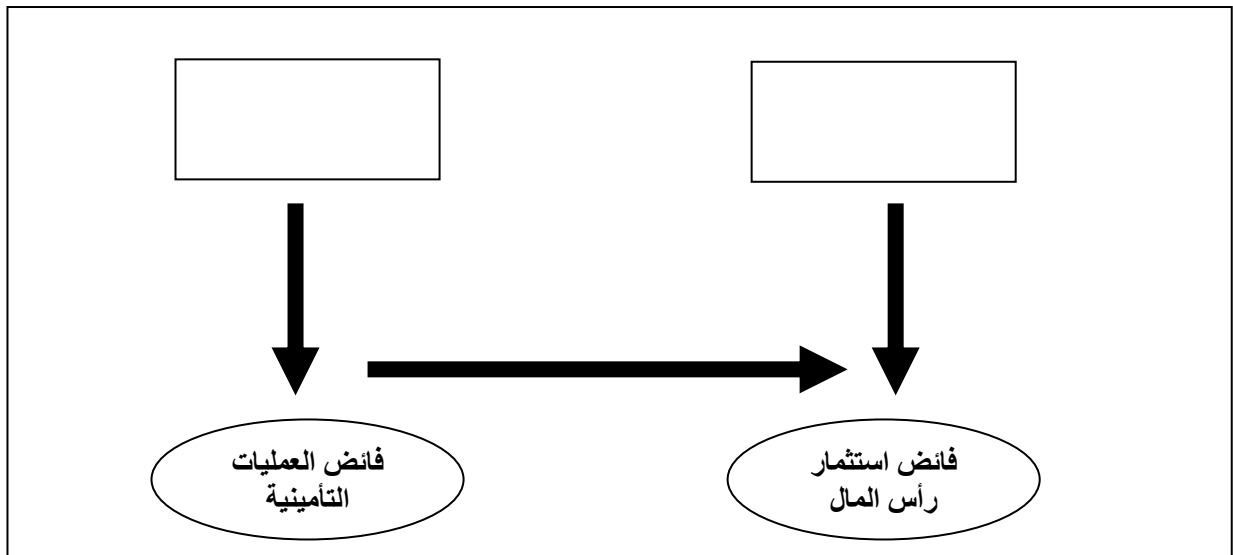 فائض استثمار
رأس المال
فائض العمليات
التأمينية